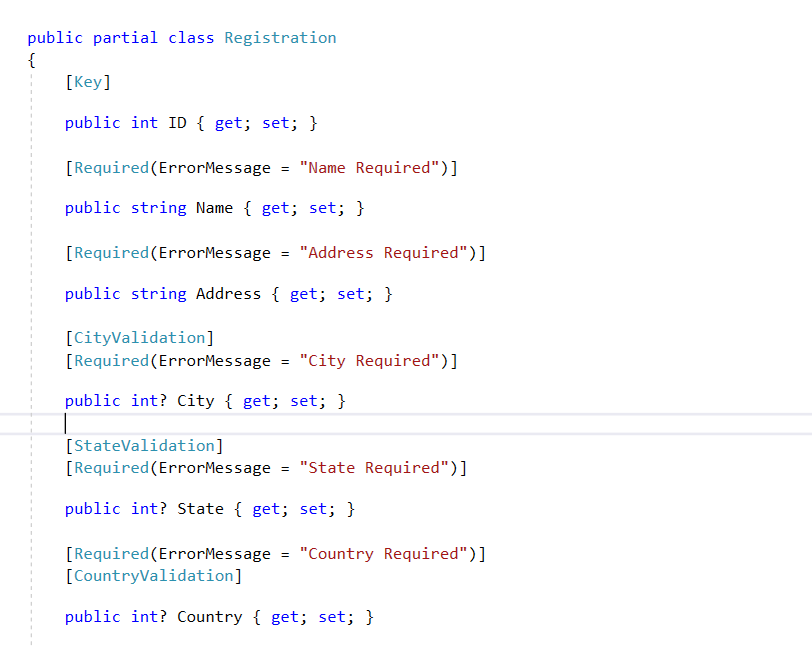 public partial class Registration
{
[Key]
public int ID { get; set; }
[Required(ErrorMessage = "Name Required")]
public string Name { get; set; }
[Required(ErrorMessage = "Address Required")]
public string Address { get; set; }
[CityValidation]
[Required(ErrorMessage = "City Required")]
public int? City { get; set; }
[StateValidation]
[Required(ErrorMessage = "State Required")]
public int? State { get; set; }
[Required(ErrorMessage = "Country Required")]
[CountryValidation]
public int? Country { get; set; }